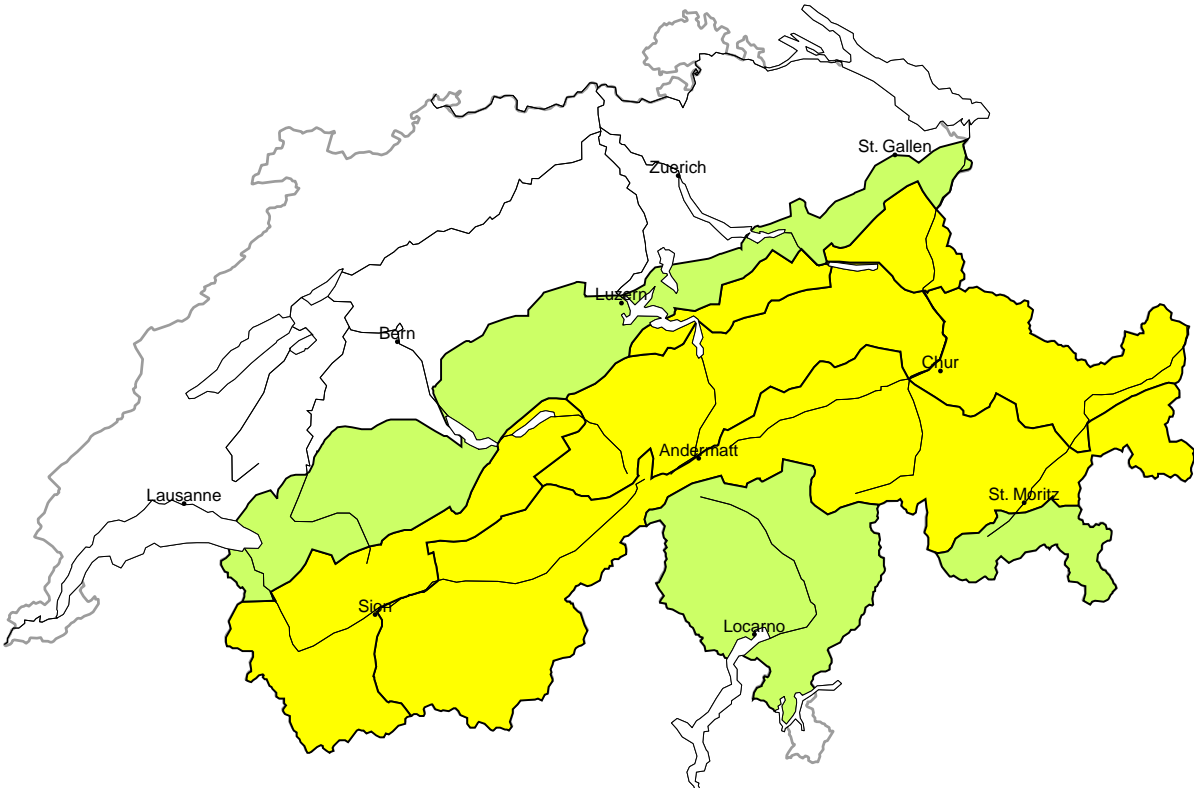 St. Gallen
Zuerich
Luzern
Bern
Chur
Andermatt
Lausanne
St. Moritz
Sion
Locarno